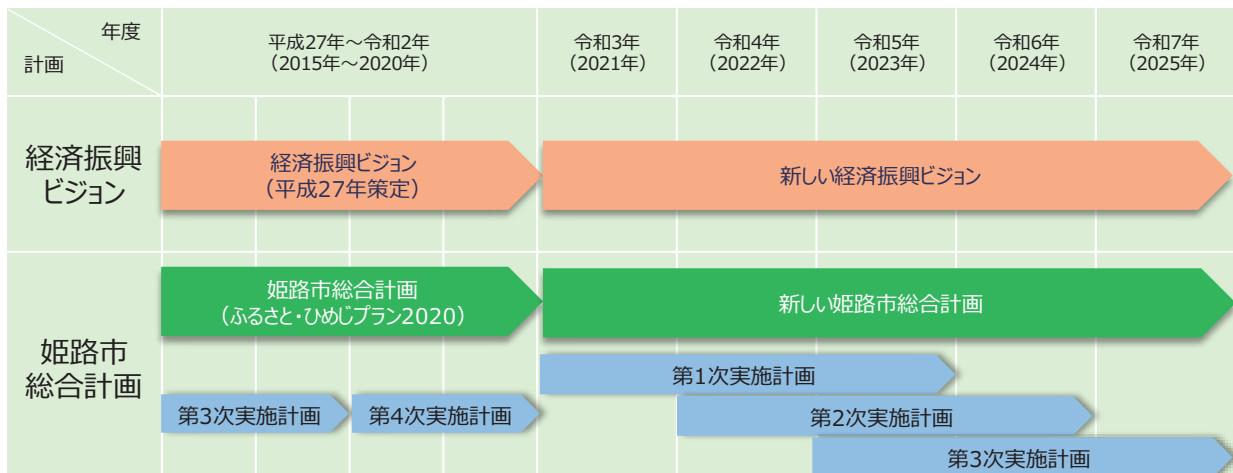 年度
計画
平成27年～令和2年
（2015年～2020年）
令和3年
（2021年）
令和4年
（2022年）
令和5年
（2023年）
令和6年
（2024年）
令和7年
（2025年）
経済振興
ビジョン
経済振興ビジョン
（平成27年策定）
新しい経済振興ビジョン
姫路市
総合計画
姫路市総合計画
（ふるさと・ひめじプラン2020）
新しい姫路市総合計画
第1次実施計画
第3次実施計画
第4次実施計画
第2次実施計画
第3次実施計画